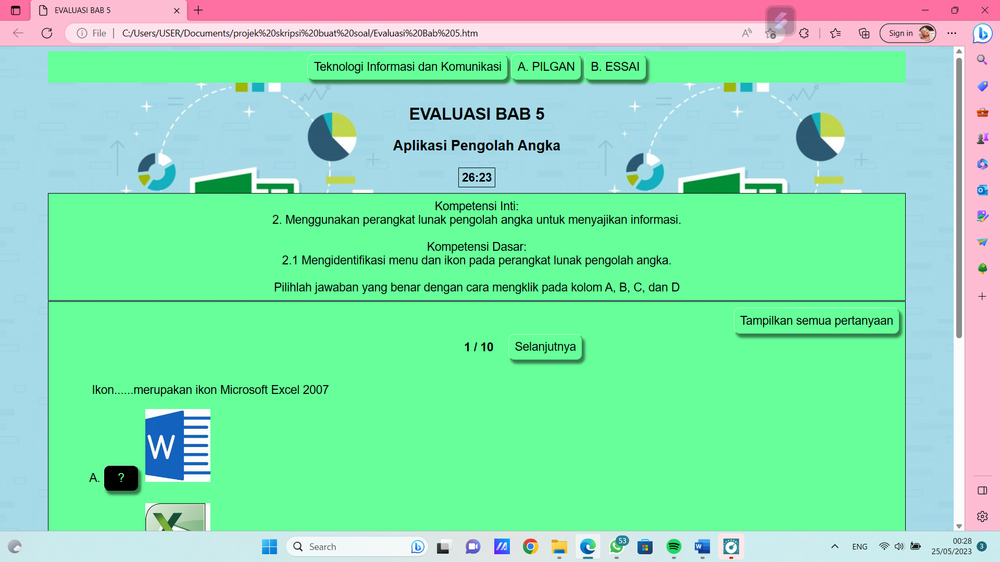 EVALUASI BAB 5
File
C:/Users/USER/Documents/projek%20skripsi%20buat%20soal/Evaluasi%20Bab%205.htm
Sign in
Teknologi Informasi dan Komunikasi
A. PILGAN
B. ESSAI
EVALUASI BAB 5
Aplikasi Pengolah Angka
26:23
Kompetensi Inti:
2. Menggunakan perangkat lunak pengolah angka untuk menyajikan informasi.
Kompetensi Dasar:
2.1 Mengidentifikasi menu dan ikon pada perangkat lunak pengolah angka.
Pilihlah jawaban yang benar dengan cara mengklik pada kolom A, B, C, dan D
Tampilkan semua pertanyaan
1 / 10
Selanjutnya
Ikon......merupakan ikon Microsoft Excel 2007
W
A. ?
X
Search
53
W
ENG
00:28
25/05/2023
3